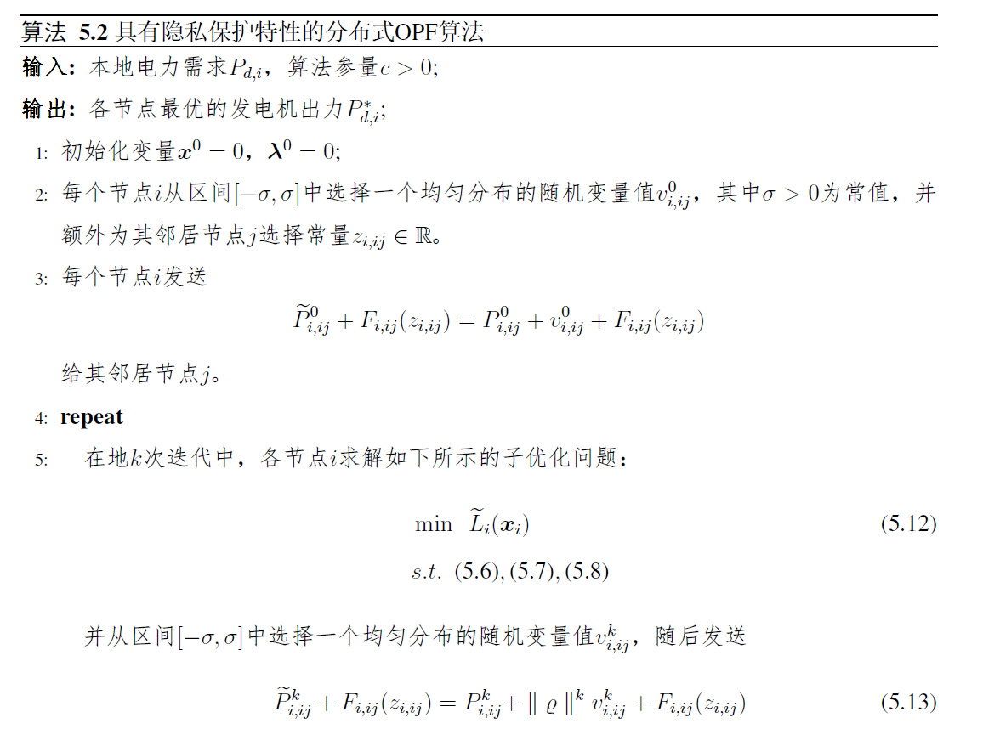 算法 5.2 具有隐私保护特性的分布式OPF算法
输入：本地电力需求$P_{d,i}$，算法参量$c > 0$;
输出：各节点最优的发电机出力$P_{d,i}^{*}$;
1: 初始化变量$\boldsymbol{x}^0 = 0$，$\boldsymbol{\lambda}^0 = 0$;
2: 每个节点$i$从区间$[-\sigma, \sigma]$中选择一个均匀分布的随机变量值$v_{i,ij}^0$，其中$\sigma > 0$为常值，并
额外为其邻居节点$j$选择常量$z_{i,ij} \in \mathbb{R}$。
3: 每个节点$i$发送
$\widetilde{P}_{i,ij}^0 + F_{i,ij}(z_{i,ij}) = P_{i,ij}^0 + v_{i,ij}^0 + F_{i,ij}(z_{i,ij})$
给其邻居节点$j$。
4: repeat
5: 在地$k$次迭代中，各节点$i$求解如下所示的子优化问题：
$\min \ \widetilde{L}_i(\boldsymbol{x}_i)$ (5.12)
$s.t.$ (5.6), (5.7), (5.8)
并从区间$[-\sigma, \sigma]$中选择一个均匀分布的随机变量值$v_{i,ij}^k$，随后发送
$\widetilde{P}_{i,ij}^k + F_{i,ij}(z_{i,ij}) = P_{i,ij}^k + \parallel \varrho \parallel^k v_{i,ij}^k + F_{i,ij}(z_{i,ij})$ (5.13)